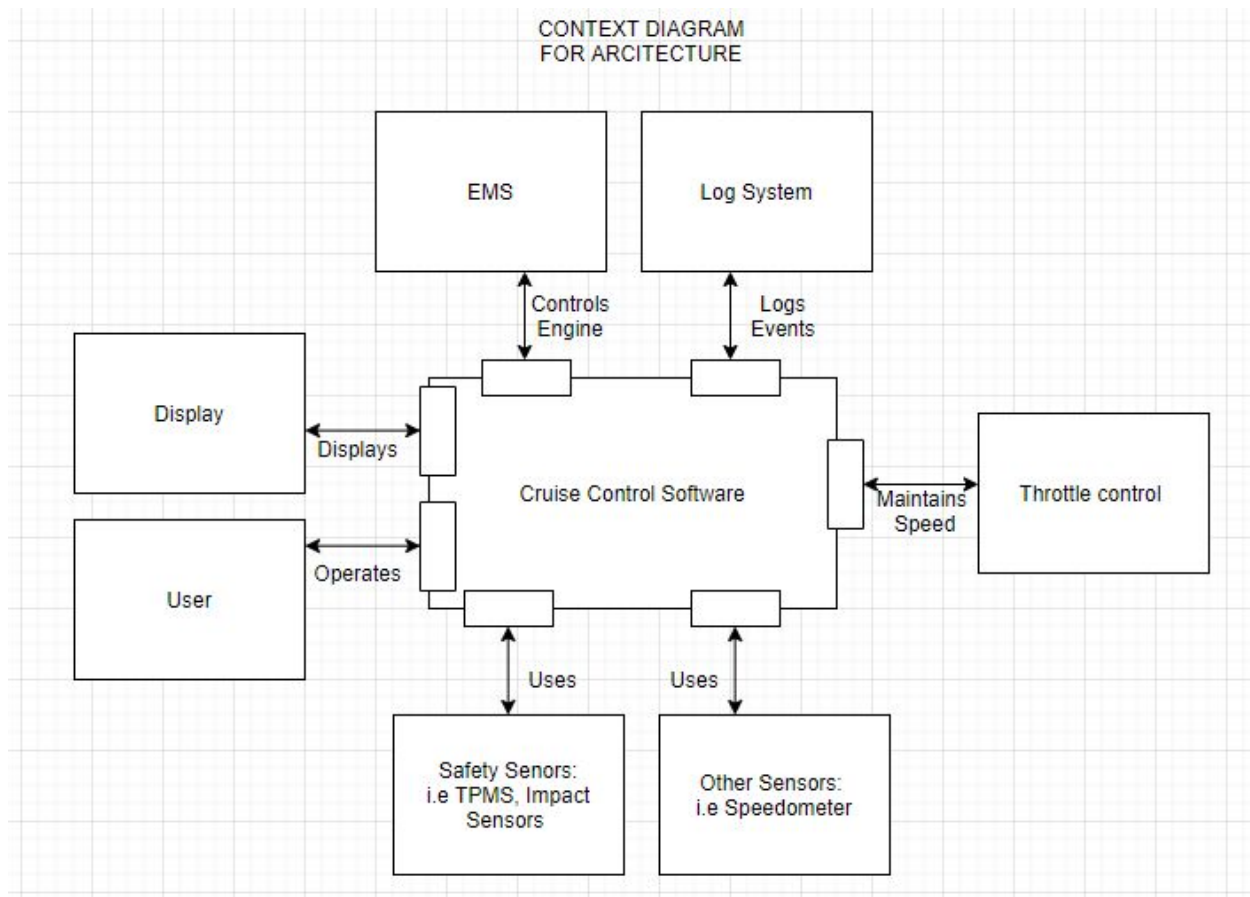 CONTEXT DIAGRAM
FOR ARCITECTURE
EMS
Log System
Controls
Engine
Logs
Events
Display
Displays
Cruise Control Software
Maintains
Speed
Throttle control
User
Operates
Uses
Uses
Safety Senors:
i.e TPMS, Impact
Sensors
Other Sensors:
i.e Speedometer